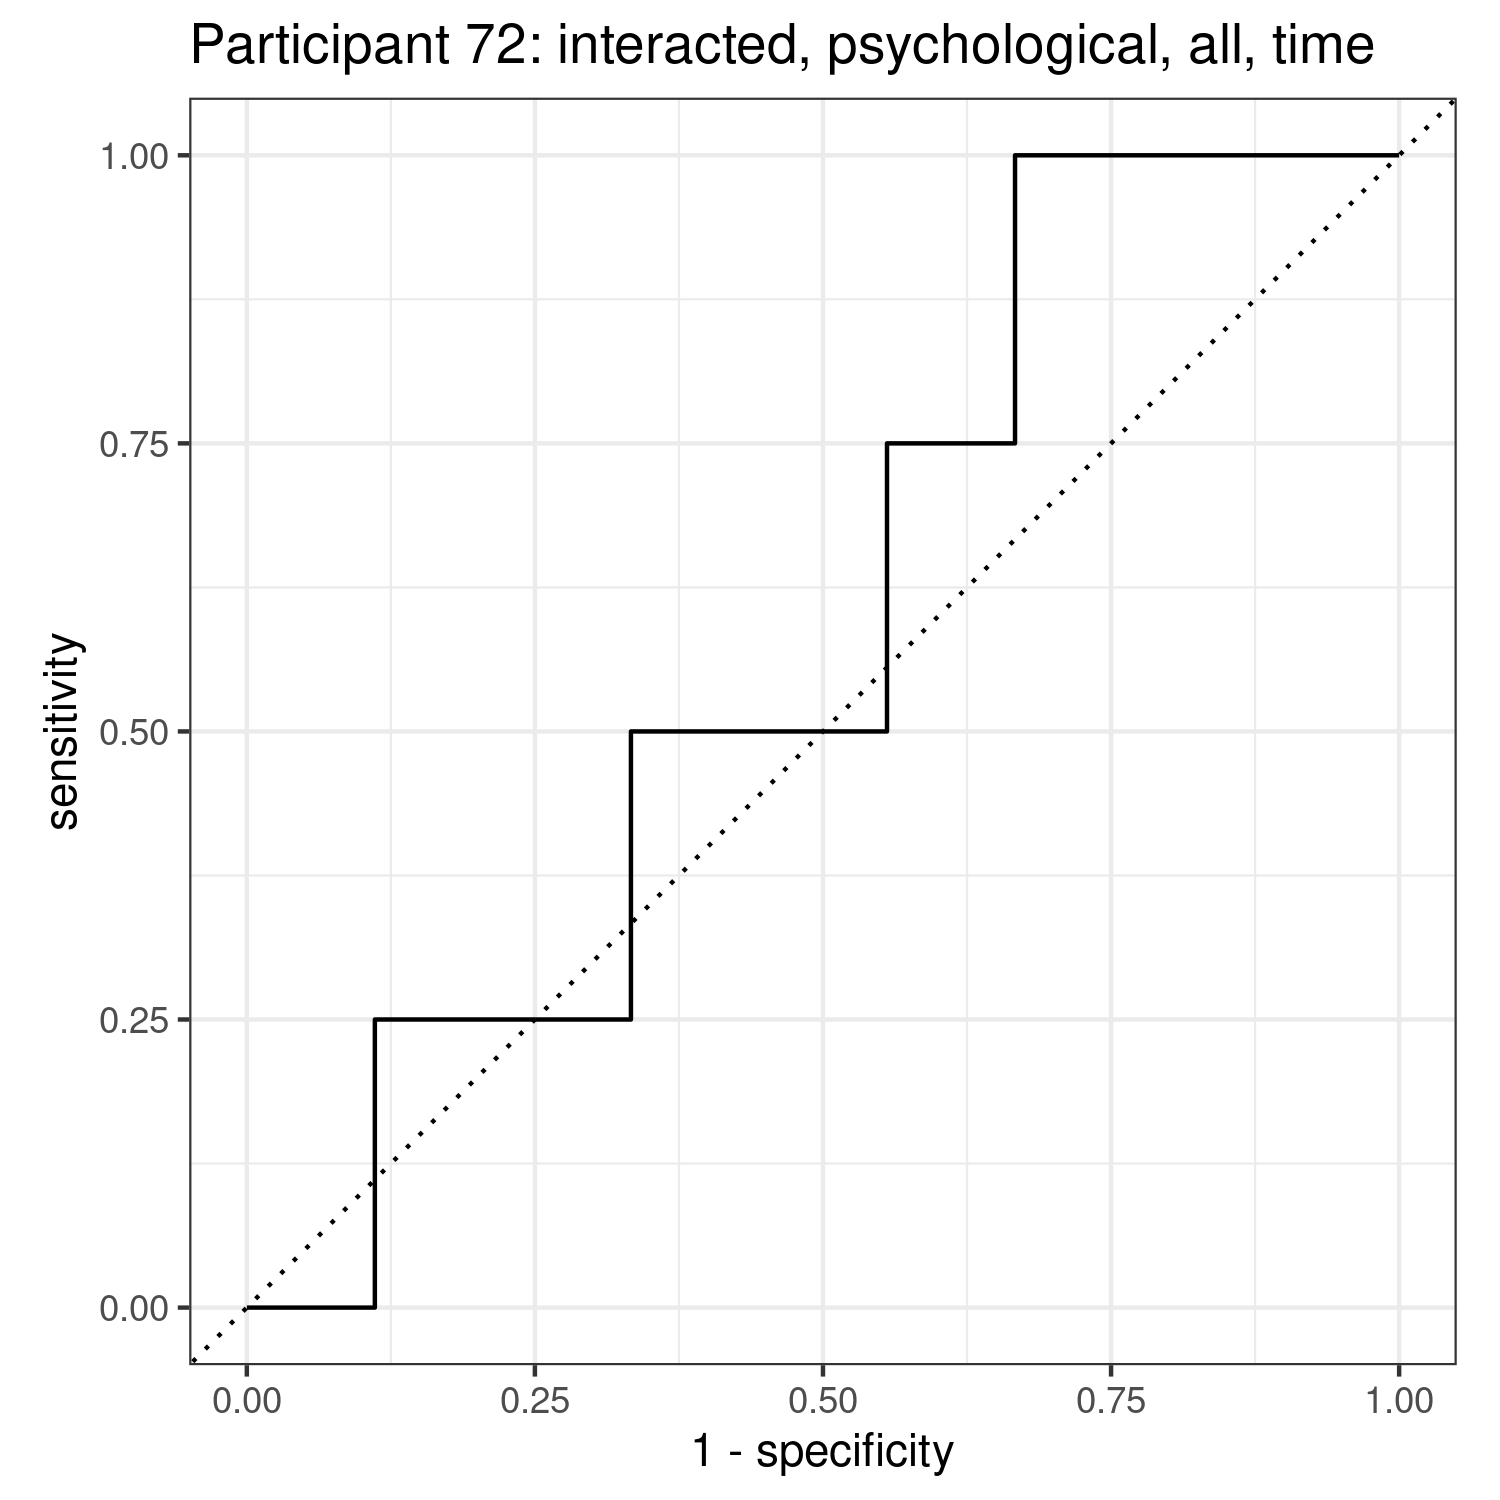 Participant 72: interacted, psychological, all, time
1.00
0.75
0.50
0.25
0.00
sensitivity
0.00 0.25 0.50 0.75 1.00
1 - specificity